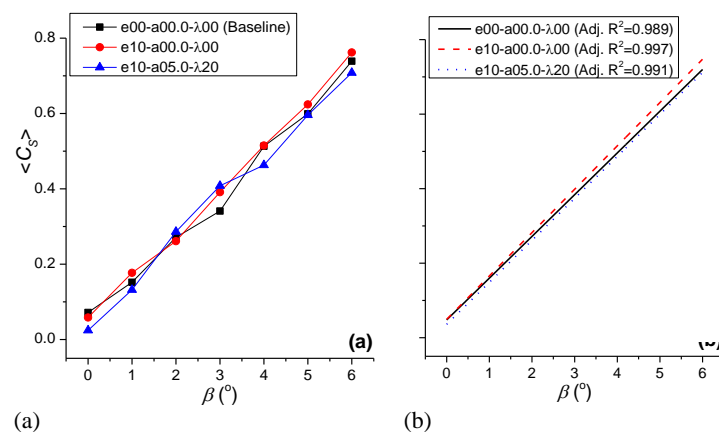 e00-a00.0-λ00 (Baseline)
e10-a00.0-λ00
e10-a05.0-λ20
0.8
0.6
0.4
0.2
0.0
<C_S>
0 1 2 3 4 5 6
β (°)
(a)
(a)
e00-a00.0-λ00 (Adj. R²=0.989)
e10-a00.0-λ00 (Adj. R²=0.997)
e10-a05.0-λ20 (Adj. R²=0.991)
0 1 2 3 4 5 6
β (°)
(b)